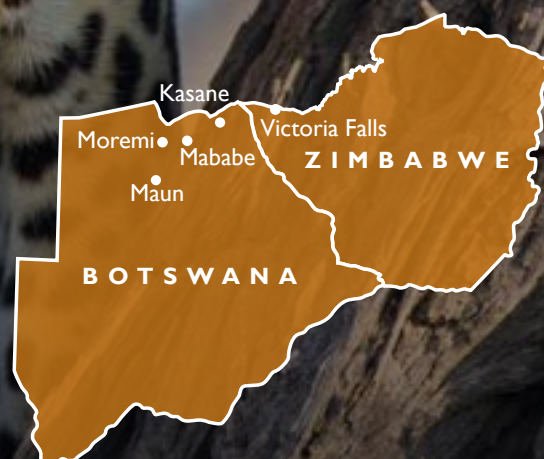 Kasane
Victoria Falls
Moremi
Mababe
ZIMBABWE
Maun
BOTSWANA